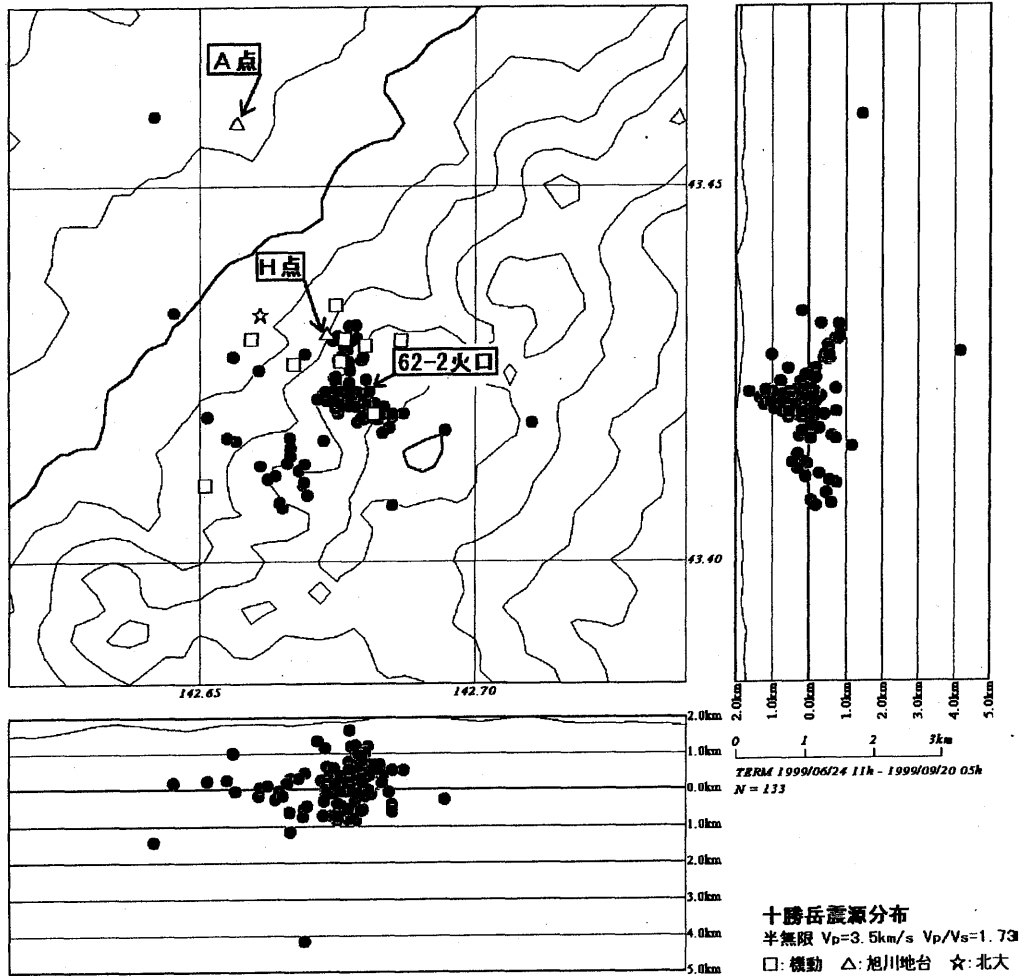 A点
43.45
H点
62-2火口
43.40
142.65
142.70
2.0km
1.0km
0.0km
1.0km
2.0km
3.0km
4.0km
5.0km
2.0km
1.0km
0.0km
1.0km
2.0km
3.0km
4.0km
5.0km
0 1 2 3km
TERM 1999/06/24 11h - 1999/09/20 05h
N = 133
十勝岳震源分布
半無限 Vp=3.5km/s Vp/Vs=1.73
□: 機動 △: 旭川地台 ☆: 北大